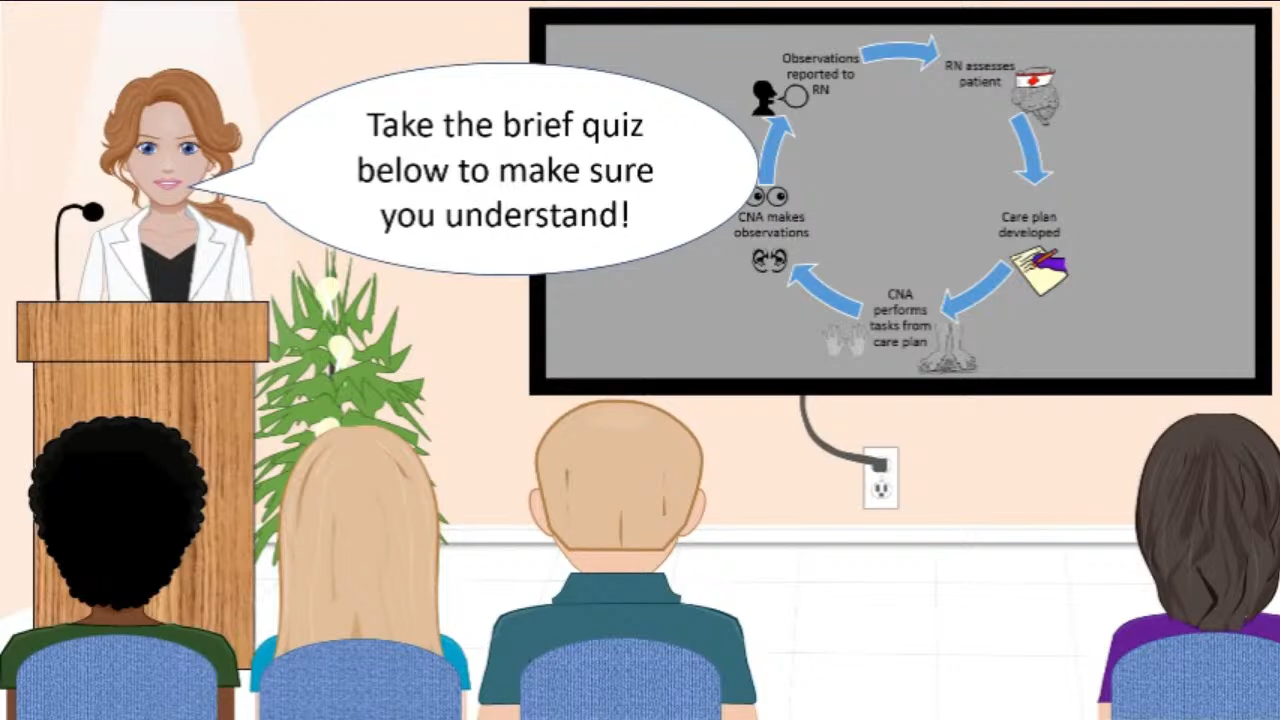 Take the brief quiz
below to make sure
you understand!
Observations
reported to
RN
RN assesses
patient
Care plan
developed
CNA
performs
tasks from
care plan
CNA makes
observations